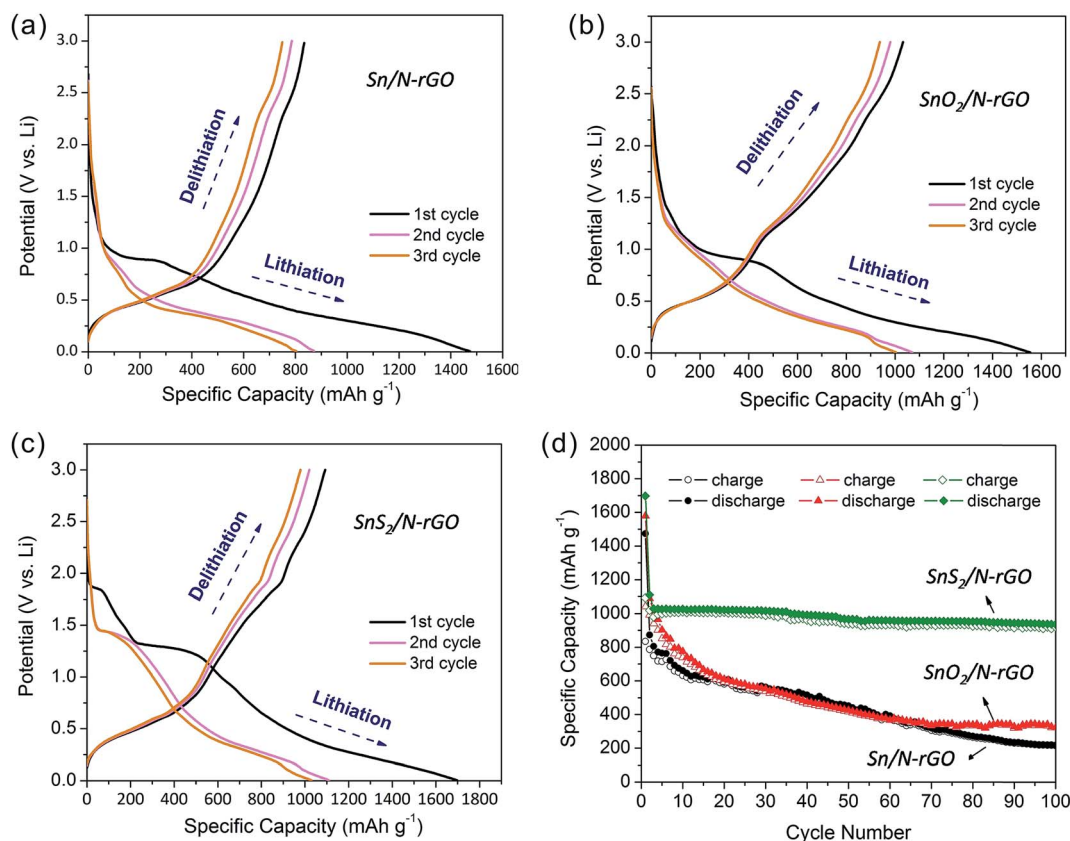 (a)
3.0
2.5
2.0
1.5
1.0
0.5
0.0
Potential (V vs. Li)
Sn/N-rGO
Delithiation
1st cycle
2nd cycle
3rd cycle
Lithiation
0 200 400 600 800 1000 1200 1400 1600
Specific Capacity (mAh g⁻¹)
(b)
3.0
2.5
2.0
1.5
1.0
0.5
0.0
Potential (V vs. Li)
SnO₂/N-rGO
Delithiation
1st cycle
2nd cycle
3rd cycle
Lithiation
0 200 400 600 800 1000 1200 1400 1600
Specific Capacity (mAh g⁻¹)
(c)
3.0
2.5
2.0
1.5
1.0
0.5
0.0
Potential (V vs. Li)
SnS₂/N-rGO
Delithiation
1st cycle
2nd cycle
3rd cycle
Lithiation
0 200 400 600 800 1000 1200 1400 1600 1800
Specific Capacity (mAh g⁻¹)
(d)
2000
1800
1600
1400
1200
1000
800
600
400
200
0
Specific Capacity (mAh g⁻¹)
charge charge charge
discharge discharge discharge
SnS₂/N-rGO
SnO₂/N-rGO
Sn/N-rGO
0 10 20 30 40 50 60 70 80 90 100
Cycle Number